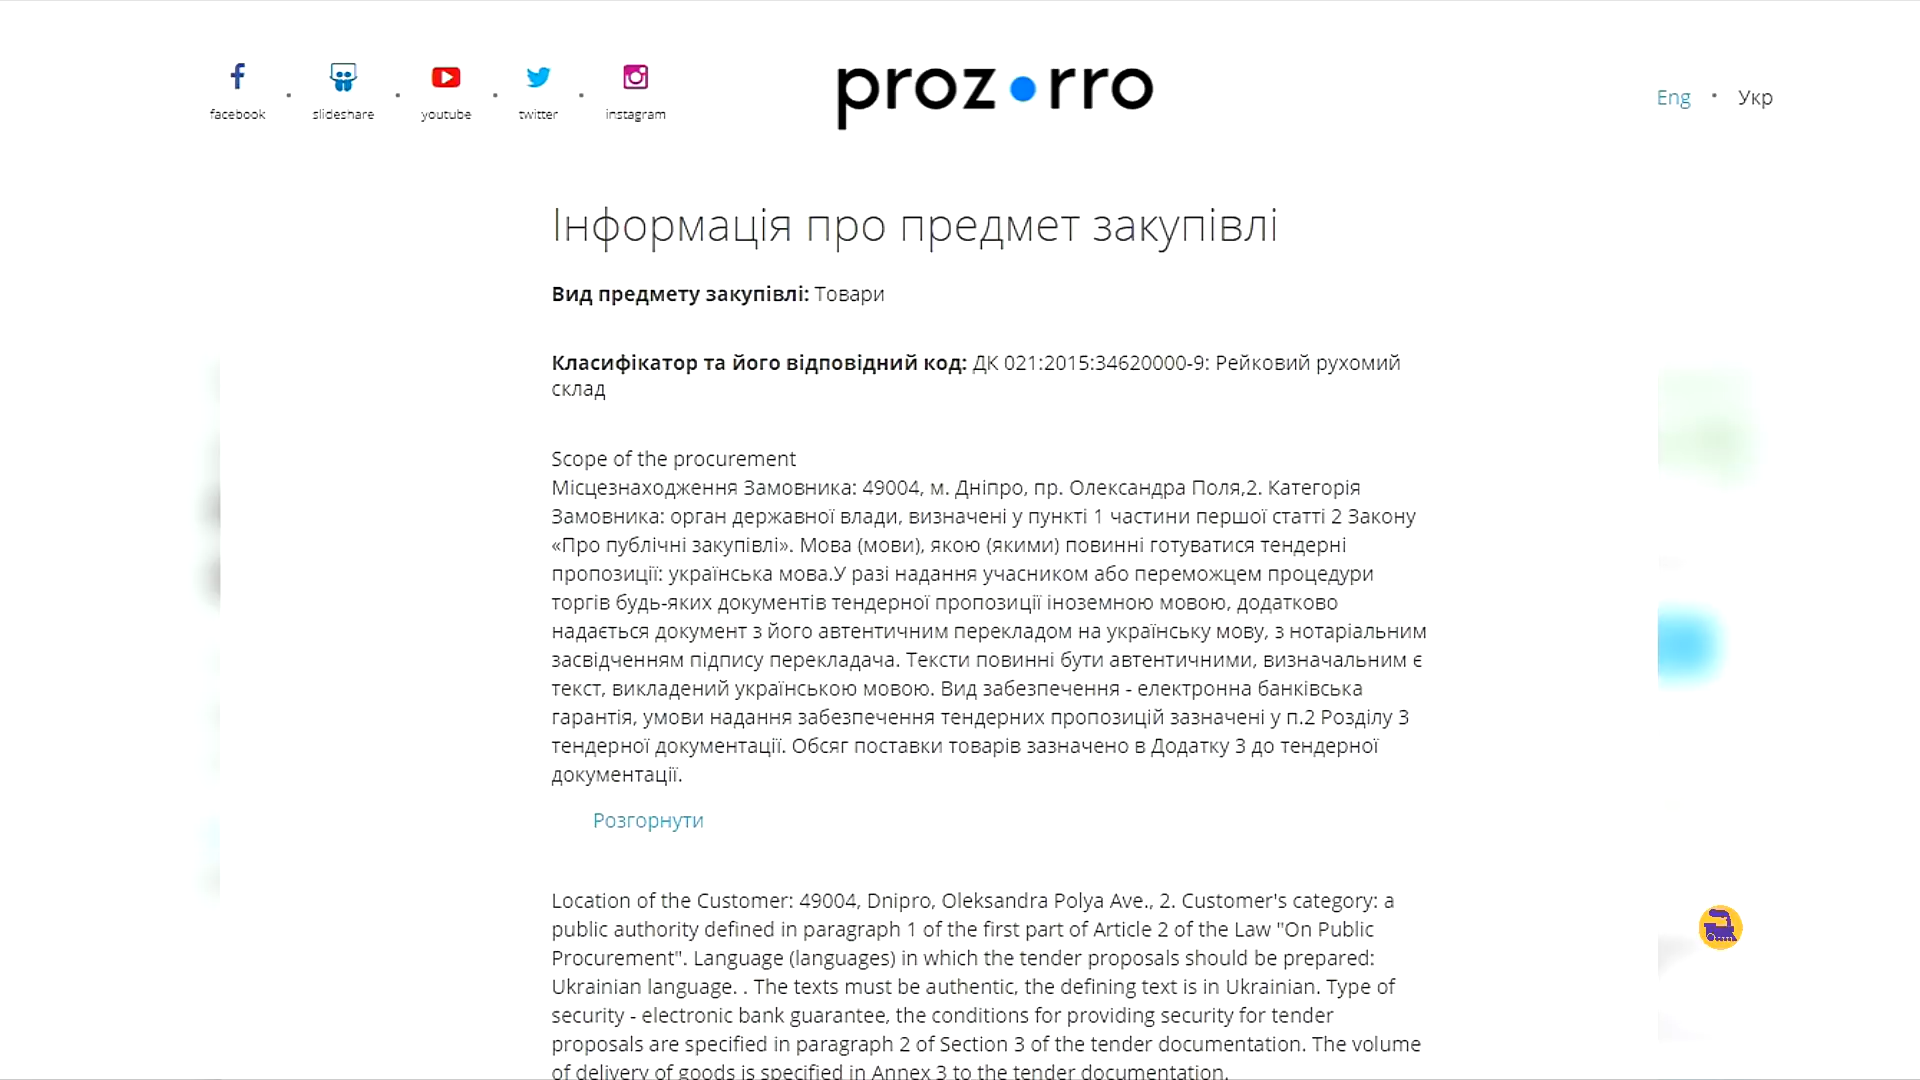 facebook
slideshare
youtube
twitter
instagram
prozorro
Eng
Укр
Інформація про предмет закупівлі
Вид предмету закупівлі: Товари
Класифікатор та його відповідний код: ДК 021:2015:34620000-9: Рейковий рухомий
склад
Scope of the procurement
Місцезнаходження Замовника: 49004, м. Дніпро, пр. Олександра Поля,2. Категорія
Замовника: орган державної влади, визначені у пункті 1 частини першої статті 2 Закону
«Про публічні закупівлі». Мова (мови), якою (якими) повинні готуватися тендерні
пропозиції: українська мова.У разі надання учасником або переможцем процедури
торгів будь-яких документів тендерної пропозиції іноземною мовою, додатково
надається документ з його автентичним перекладом на українську мову, з нотаріальним
засвідченням підпису перекладача. Тексти повинні бути автентичними, визначальним є
текст, викладений українською мовою. Вид забезпечення - електронна банківська
гарантія, умови надання забезпечення тендерних пропозицій зазначені у п.2 Розділу 3
тендерної документації. Обсяг поставки товарів зазначено в Додатку 3 до тендерної
документації.
Розгорнути
Location of the Customer: 49004, Dnipro, Oleksandra Polya Ave., 2. Customer's category: a
public authority defined in paragraph 1 of the first part of Article 2 of the Law "On Public
Procurement". Language (languages) in which the tender proposals should be prepared:
Ukrainian language. . The texts must be authentic, the defining text is in Ukrainian. Type of
security - electronic bank guarantee, the conditions for providing security for tender
proposals are specified in paragraph 2 of Section 3 of the tender documentation. The volume
of delivery of goods is specified in Annex 3 to the tender documentation.